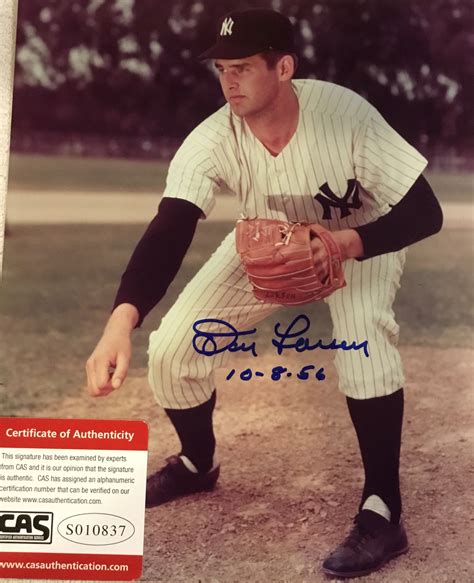 NY
NY
Don Larsen
10-8-56
Certificate of Authenticity
This signature has been examined by experts
from CAS and it is our opinion that the signature
is authentic. CAS has assigned an alphanumeric
certification number that can be verified on our
website www.casauthentication.com.
CAS
S010837
www.casauthentication.com